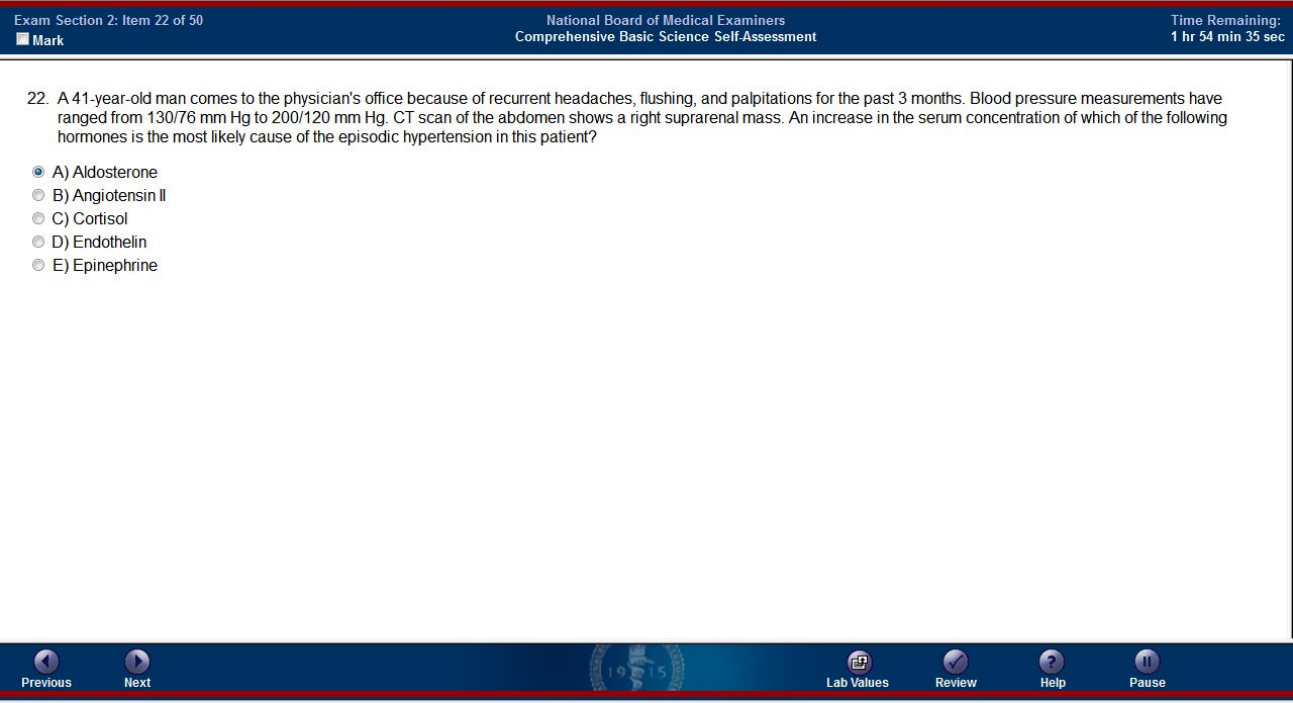 Exam Section 2: Item 22 of 50
National Board of Medical Examiners
Time Remaining:
Mark
Comprehensive Basic Science Self-Assessment
1 hr 54 min 35 sec
22. A 41-year-old man comes to the physician's office because of recurrent headaches, flushing, and palpitations for the past 3 months. Blood pressure measurements have
ranged from 130/76 mm Hg to 200/120 mm Hg. CT scan of the abdomen shows a right suprarenal mass. An increase in the serum concentration of which of the following
hormones is the most likely cause of the episodic hypertension in this patient?
A) Aldosterone
B) Angiotensin II
C) Cortisol
D) Endothelin
E) Epinephrine
1915
Previous
Next
Lab Values
Review
Help
Pause